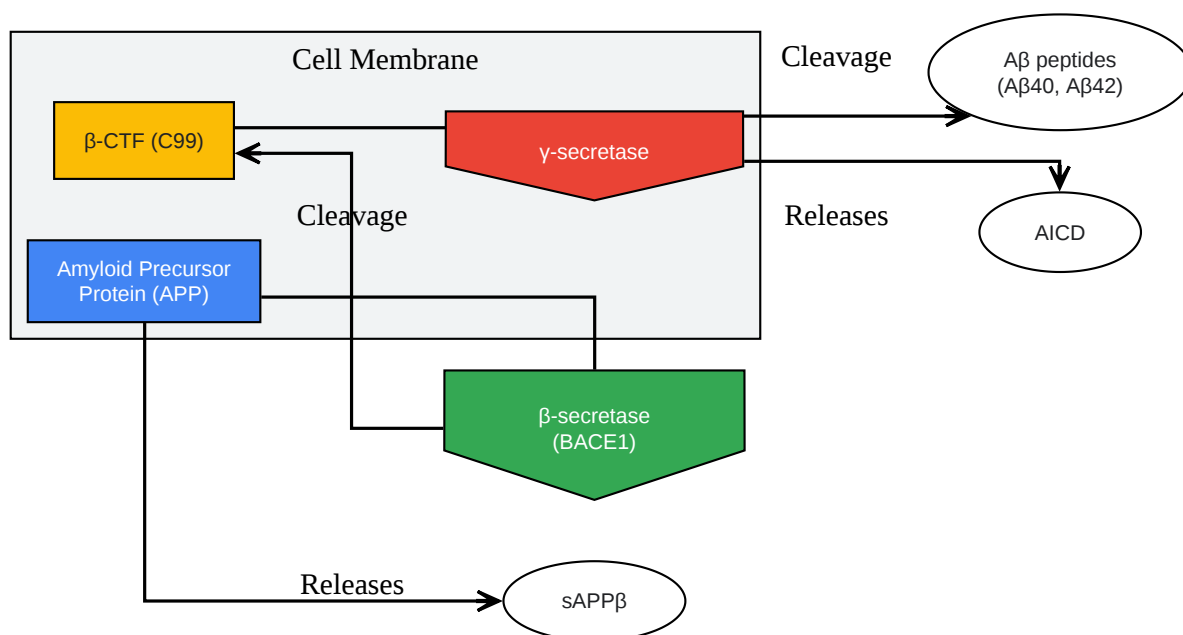 Cell Membrane
Cleavage
Aβ peptides
(Aβ40, Aβ42)
β-CTF (C99)
γ-secretase
Cleavage
Releases
AICD
Amyloid Precursor
Protein (APP)
β-secretase
(BACE1)
Releases
sAPPβ